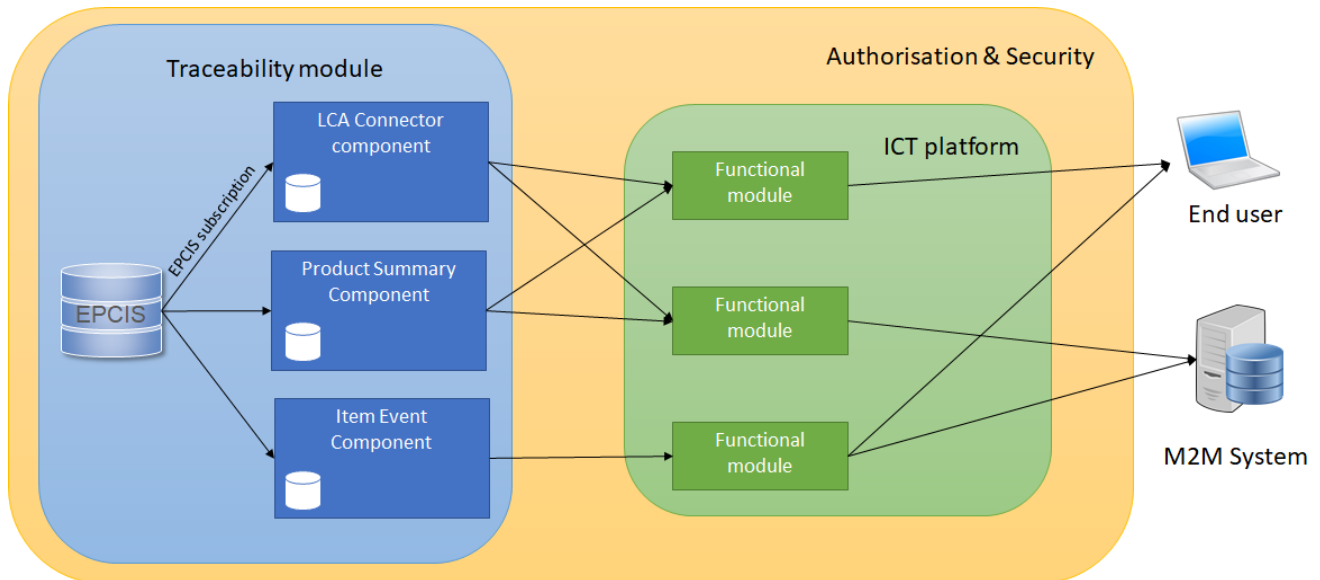 Traceability module
Authorisation & Security
LCA Connector
component
EPCIS subscription
EPCIS
Product Summary
Component
Item Event
Component
ICT platform
Functional
module
Functional
module
Functional
module
End user
M2M System